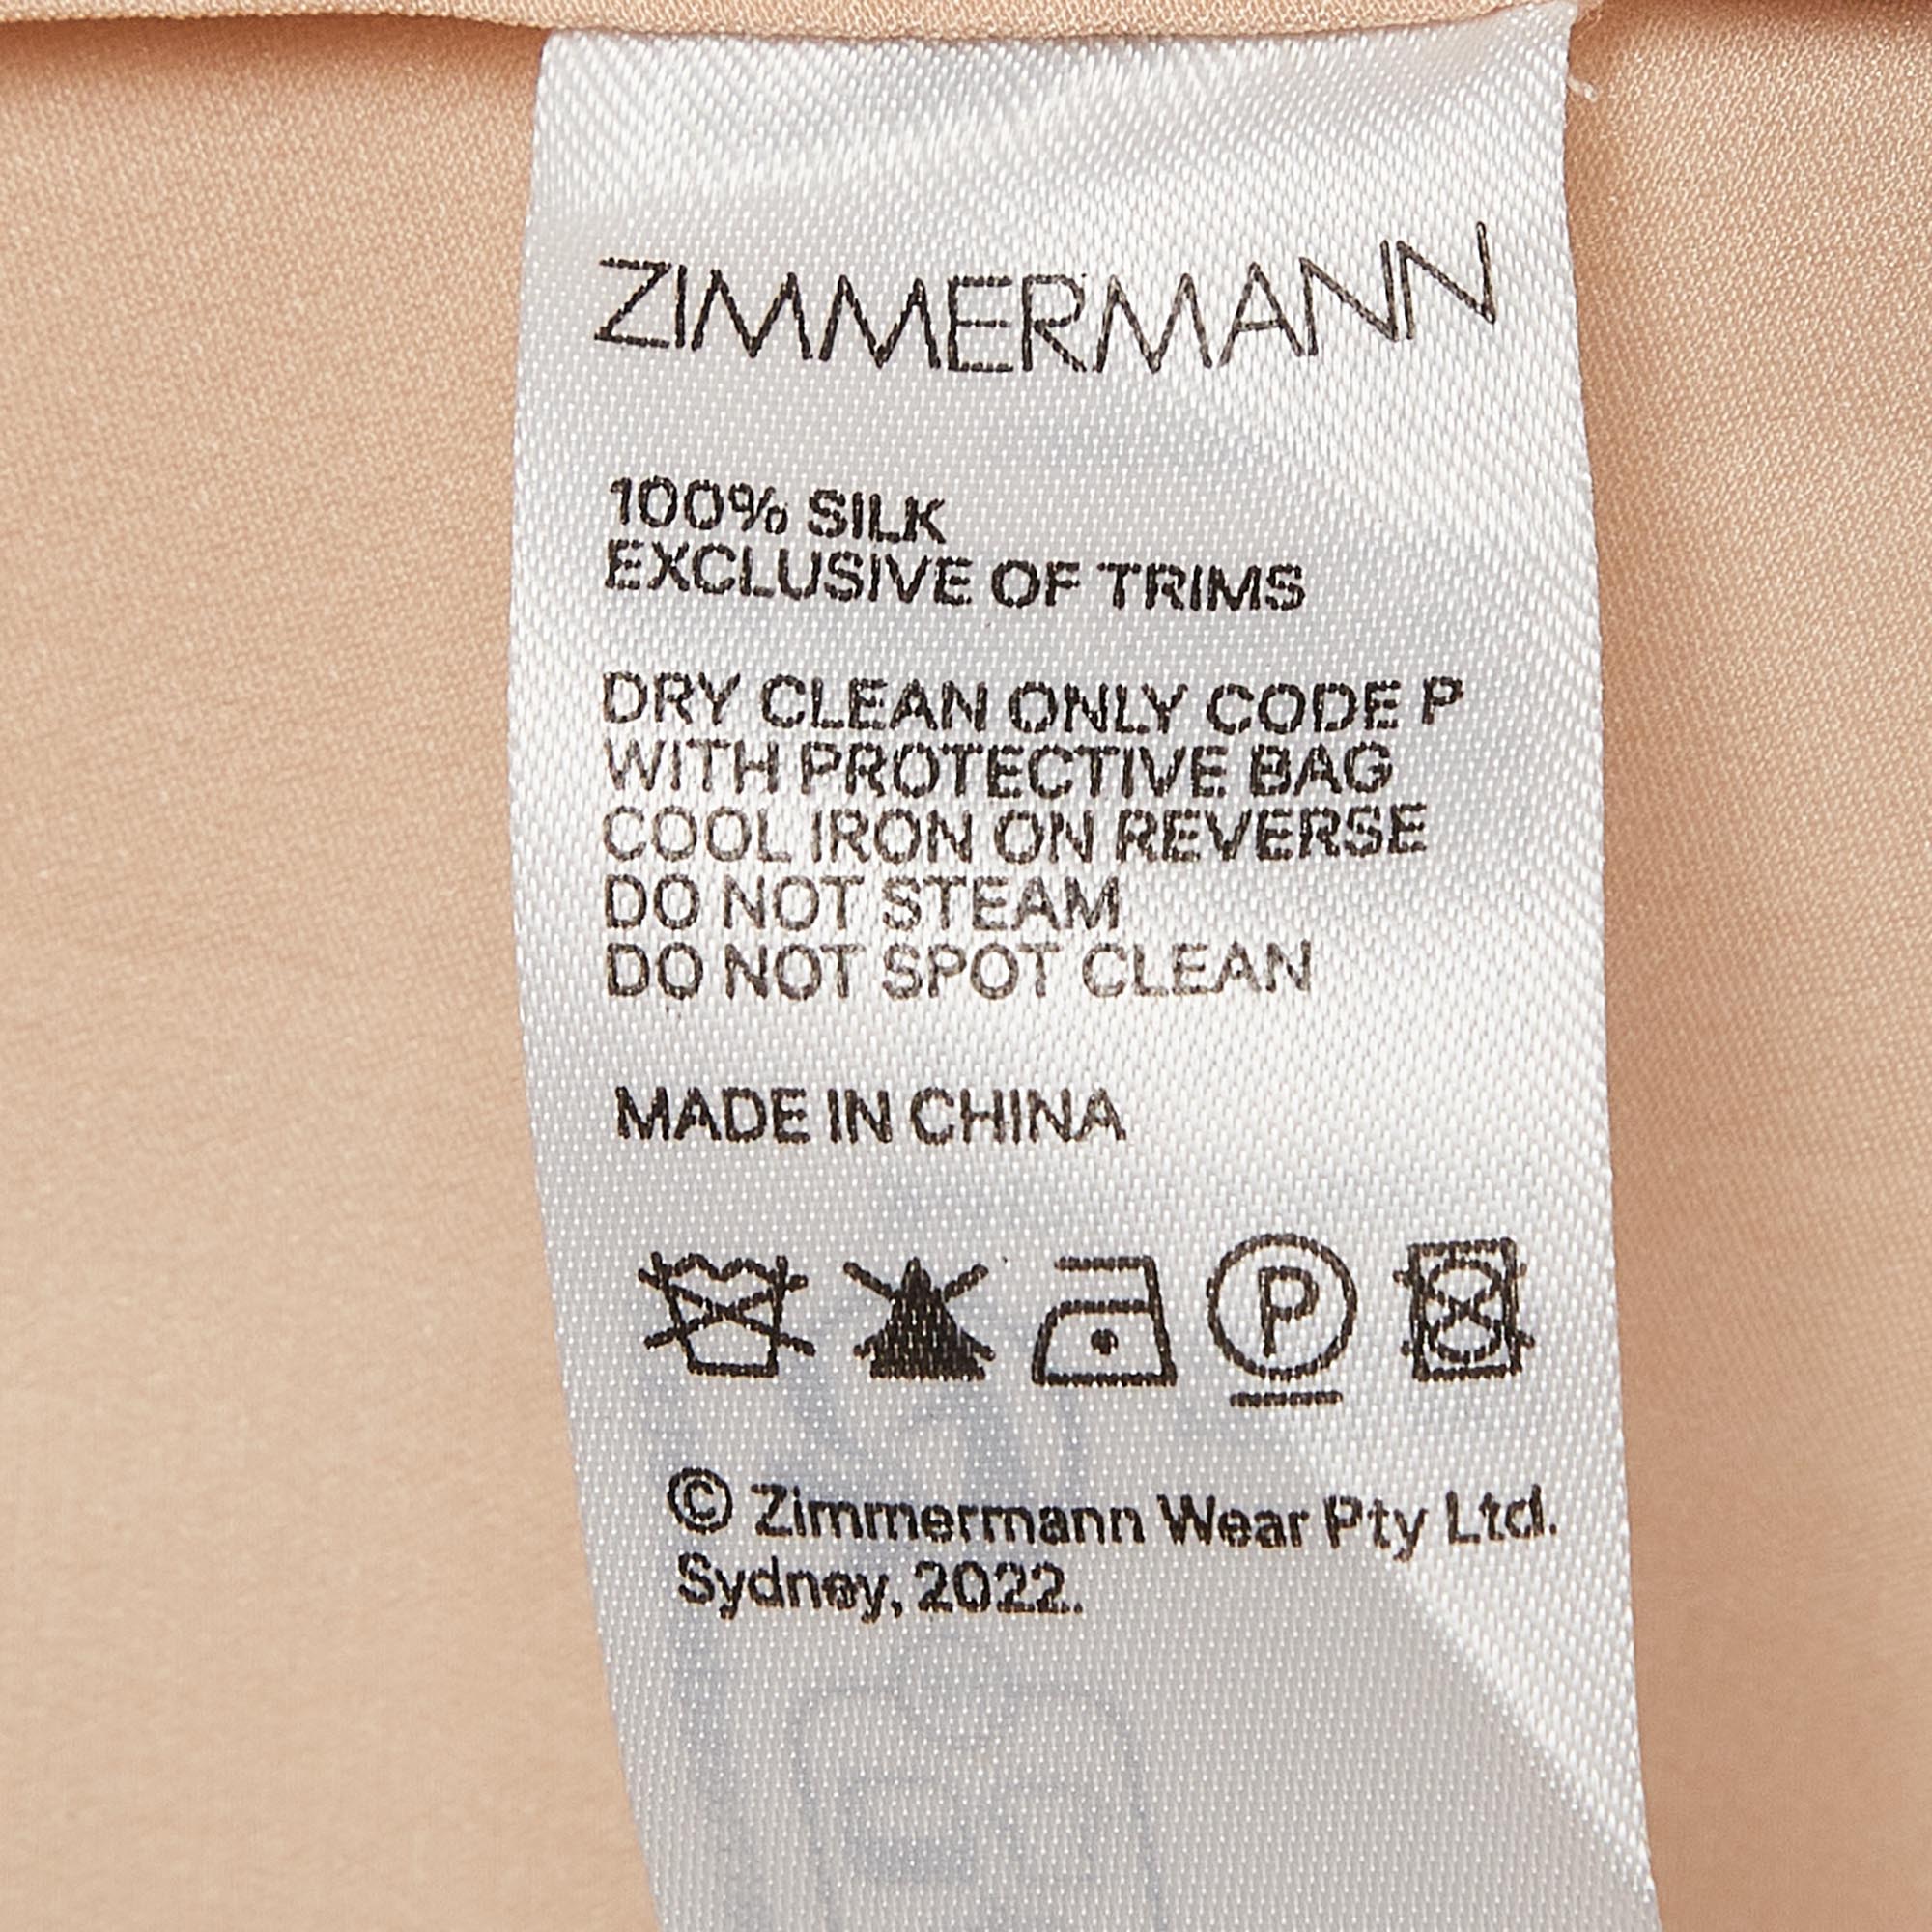 ZIMMERMANN
100% SILK
EXCLUSIVE OF TRIMS
DRY CLEAN ONLY CODE P
WITH PROTECTIVE BAG
COOL IRON ON REVERSE
DO NOT STEAM
DO NOT SPOT CLEAN
MADE IN CHINA
P
© Zimmermann Wear Pty Ltd.
Sydney, 2022.